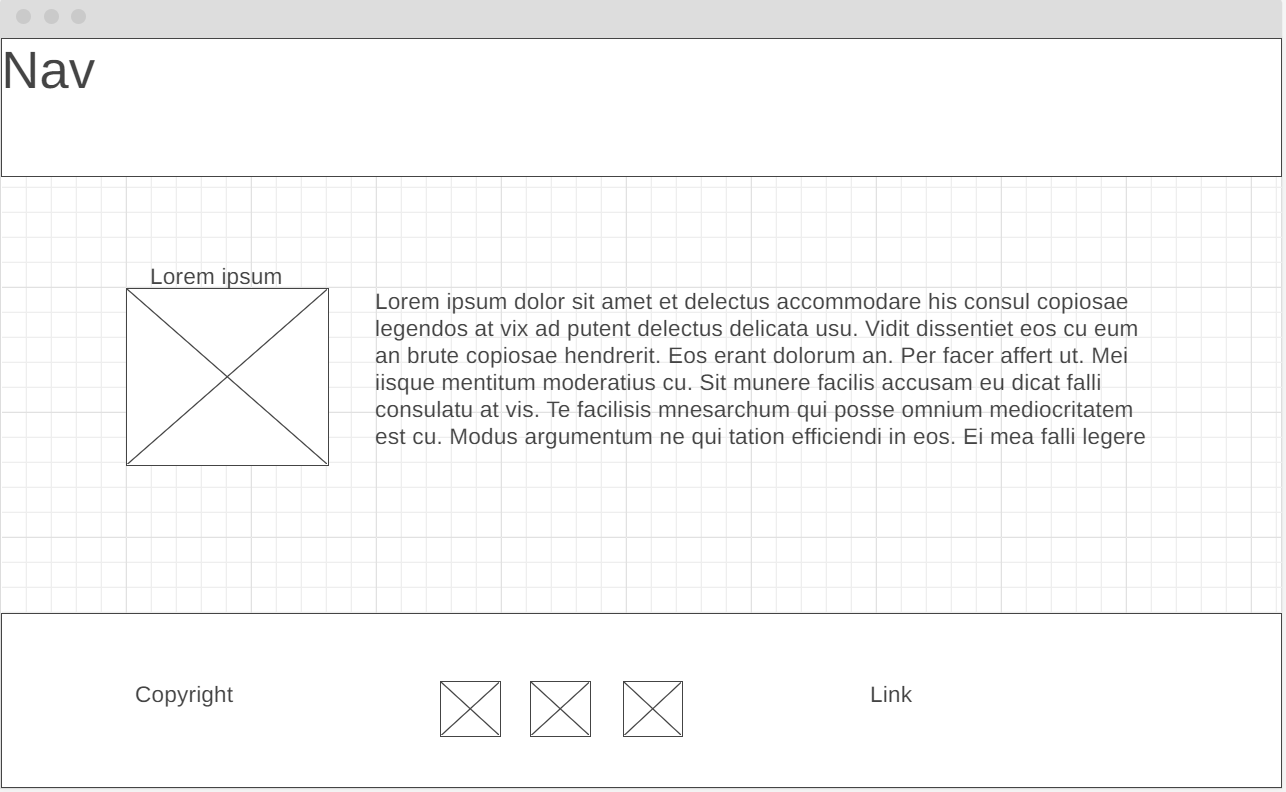 Nav
Lorem ipsum
Lorem ipsum dolor sit amet et delectus accommodare his consul copiosae
legendos at vix ad putent delectus delicata usu. Vidit dissentiet eos cu eum
an brute copiosae hendrerit. Eos erant dolorum an. Per facer affert ut. Mei
iisque mentitum moderatius cu. Sit munere facilis accusam eu dicat falli
consulatu at vis. Te facilisis mnesarchum qui posse omnium mediocritatem
est cu. Modus argumentum ne qui tation efficiendi in eos. Ei mea falli legere
Copyright
Link